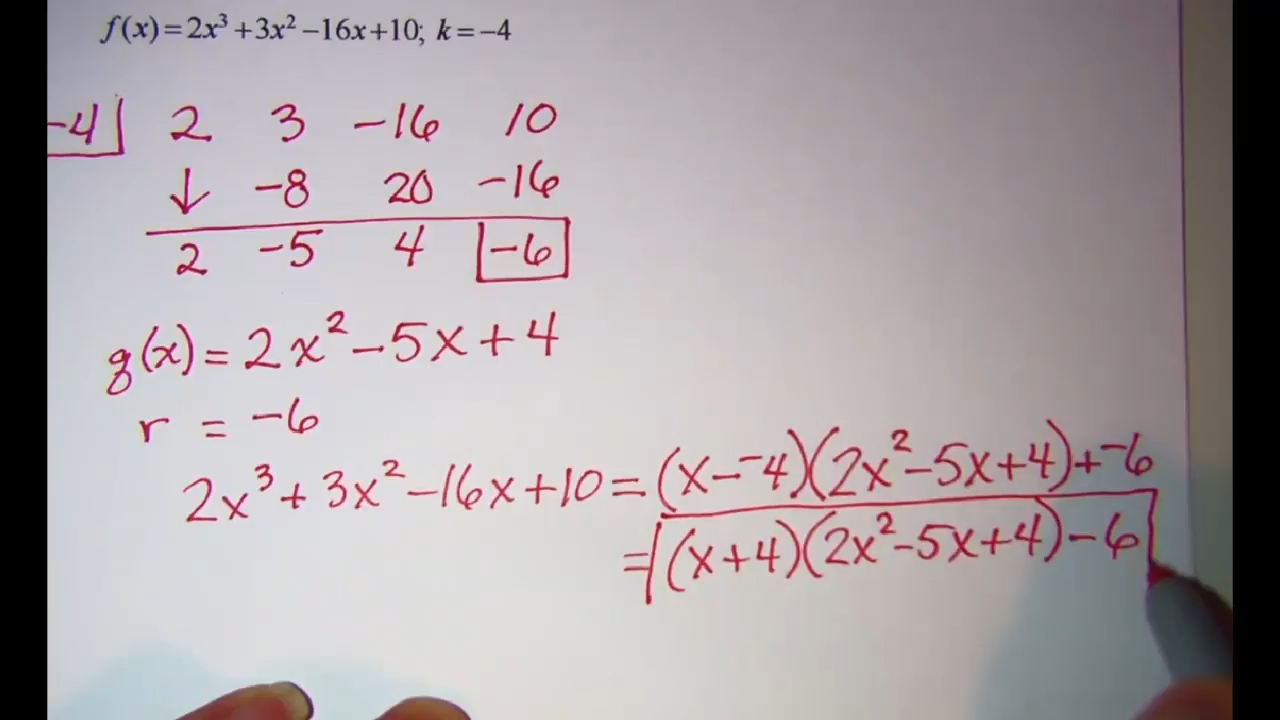 f(x)=2x³+3x²−16x+10; k=−4
-4 2 3 -16 10
↓ -8 20 -16
2 -5 4 -6
g(x) = 2x² - 5x + 4
r = -6
2x³ + 3x² - 16x + 10 = (x - -4)(2x² - 5x + 4) + -6
= (x + 4)(2x² - 5x + 4) - 6